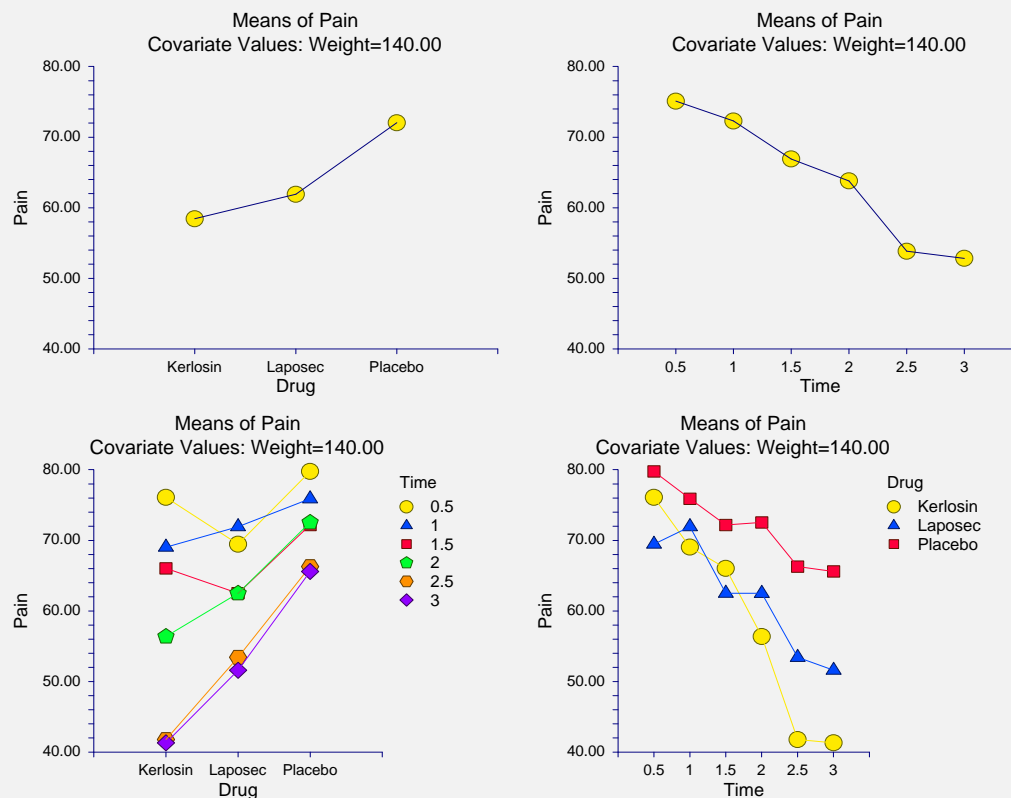 Means of Pain
Covariate Values: Weight=140.00
80.00
70.00
60.00
50.00
40.00
Pain
Kerlosin Laposec Placebo
Drug
Means of Pain
Covariate Values: Weight=140.00
80.00
70.00
60.00
50.00
40.00
Pain
0.5 1 1.5 2 2.5 3
Time
Means of Pain
Covariate Values: Weight=140.00
80.00
70.00
60.00
50.00
40.00
Pain
Kerlosin Laposec Placebo
Drug
Time
0.5
1
1.5
2
2.5
3
Means of Pain
Covariate Values: Weight=140.00
80.00
70.00
60.00
50.00
40.00
Pain
0.5 1 1.5 2 2.5 3
Time
Drug
Kerlosin
Laposec
Placebo